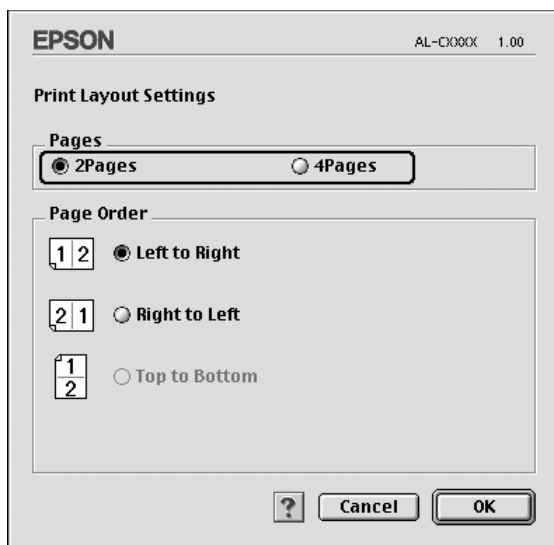 EPSON AL-CXXXX 1.00
Print Layout Settings
Pages
2Pages 4Pages
Page Order
1 2 Left to Right
2 1 Right to Left
1
2
Top to Bottom
? Cancel OK